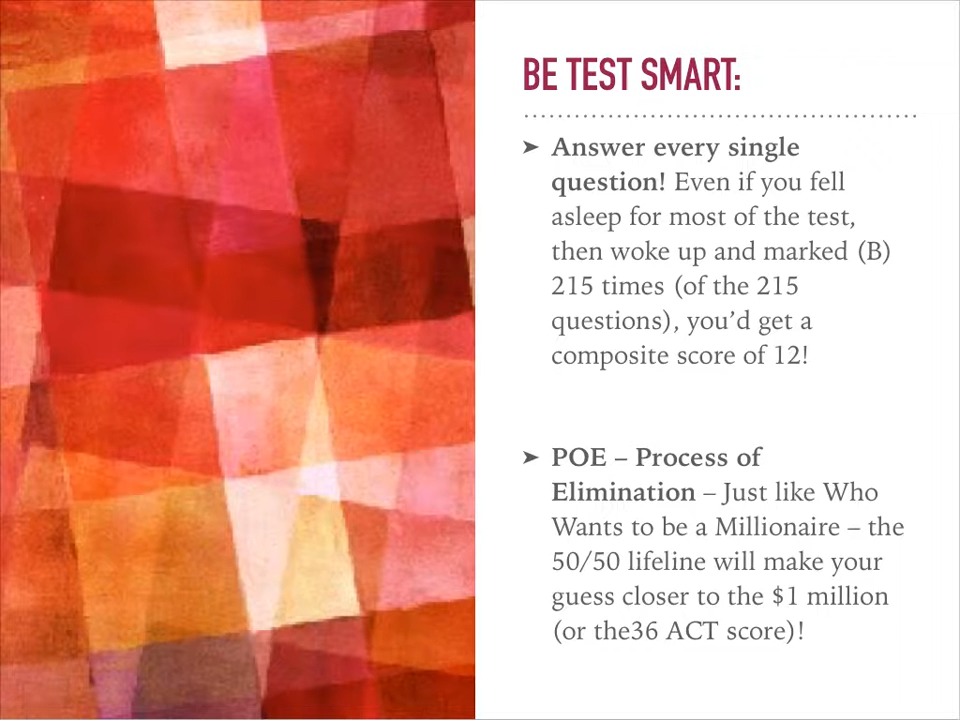 BE TEST SMART:
➤ Answer every single
question! Even if you fell
asleep for most of the test,
then woke up and marked (B)
215 times (of the 215
questions), you’d get a
composite score of 12!
➤ POE – Process of
Elimination – Just like Who
Wants to be a Millionaire – the
50/50 lifeline will make your
guess closer to the $1 million
(or the36 ACT score)!